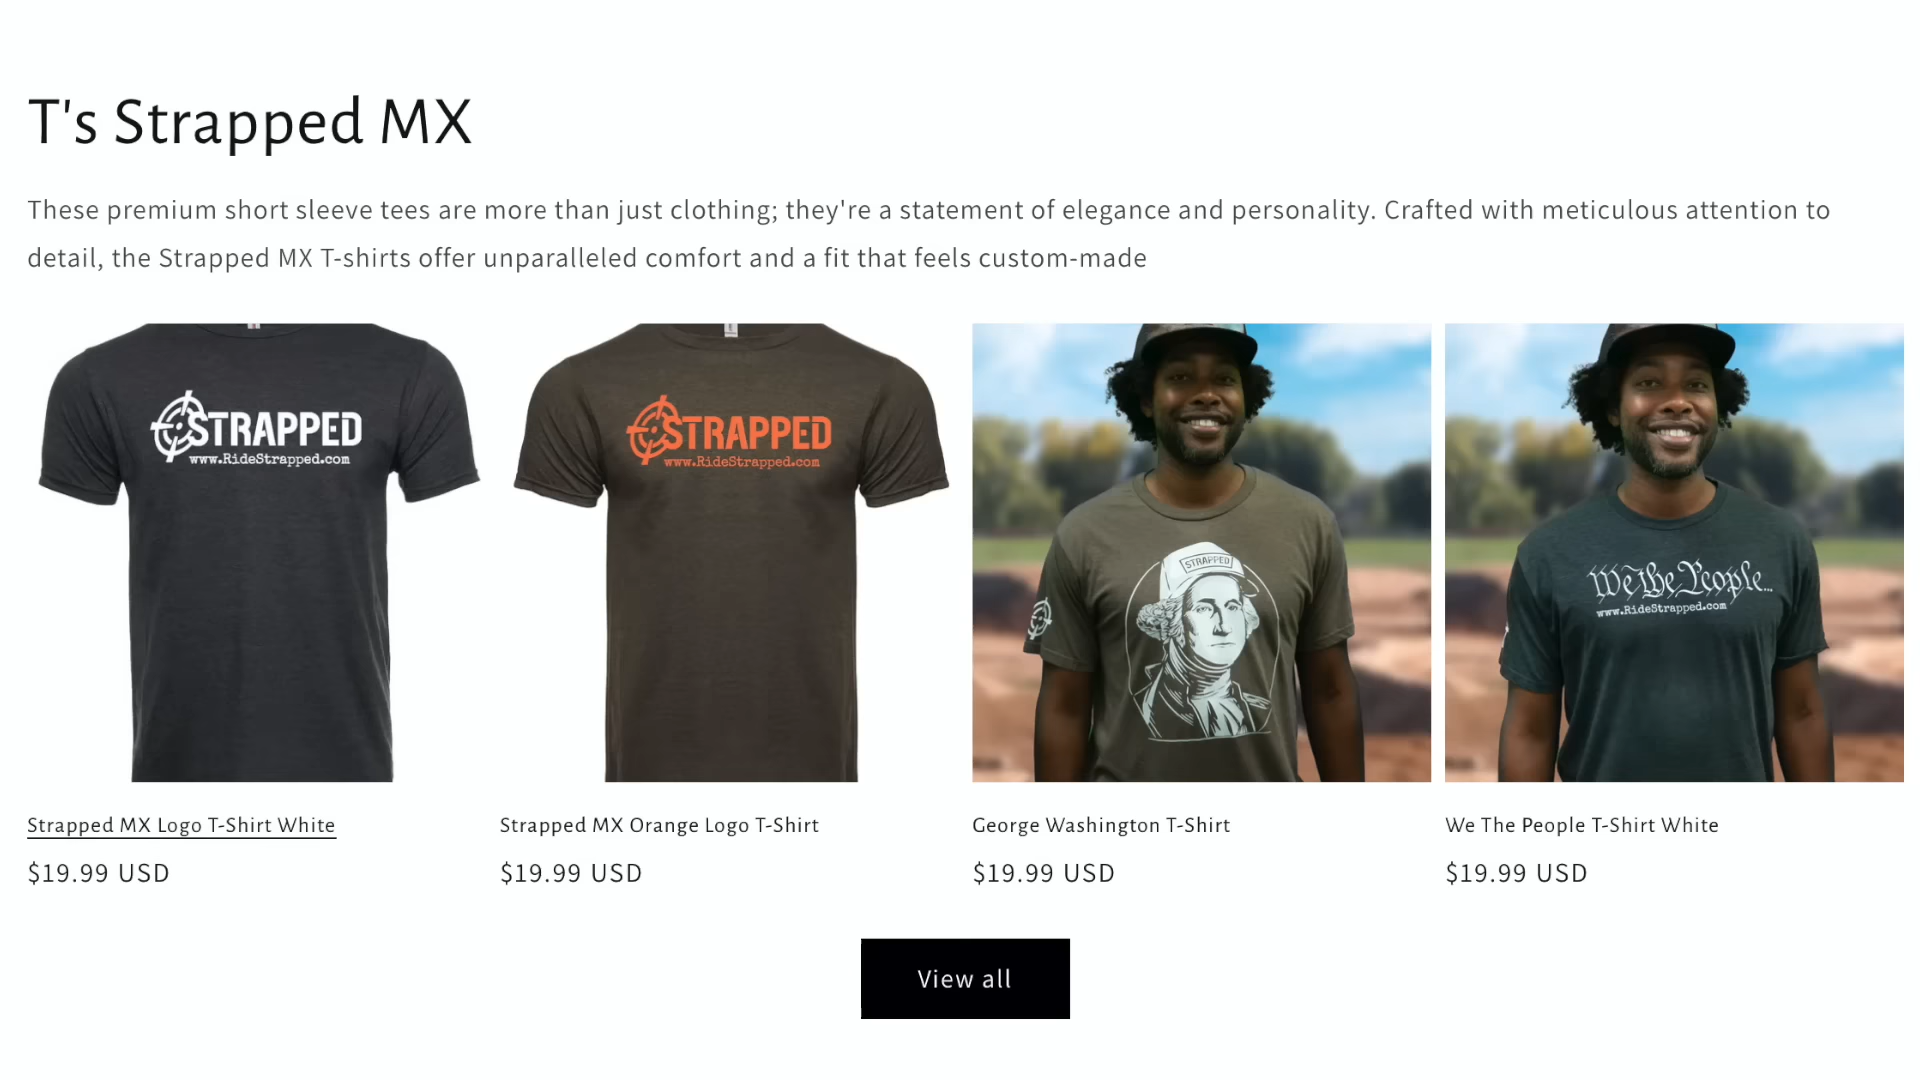 T's Strapped MX
These premium short sleeve tees are more than just clothing; they're a statement of elegance and personality. Crafted with meticulous attention to
detail, the Strapped MX T-shirts offer unparalleled comfort and a fit that feels custom-made
STRAPPED
www.RideStrapped.com
STRAPPED
www.RideStrapped.com
STRAPPED
We the People...
www.RideStrapped.com
Strapped MX Logo T-Shirt White
$19.99 USD
Strapped MX Orange Logo T-Shirt
$19.99 USD
George Washington T-Shirt
$19.99 USD
We The People T-Shirt White
$19.99 USD
View all